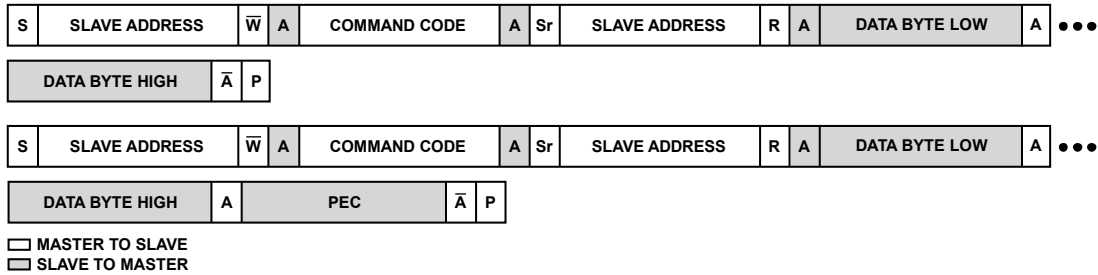 S SLAVE ADDRESS W̅ A COMMAND CODE A Sr SLAVE ADDRESS R A DATA BYTE LOW A •••
DATA BYTE HIGH A̅ P
S SLAVE ADDRESS W̅ A COMMAND CODE A Sr SLAVE ADDRESS R A DATA BYTE LOW A •••
DATA BYTE HIGH A PEC A̅ P
MASTER TO SLAVE
SLAVE TO MASTER